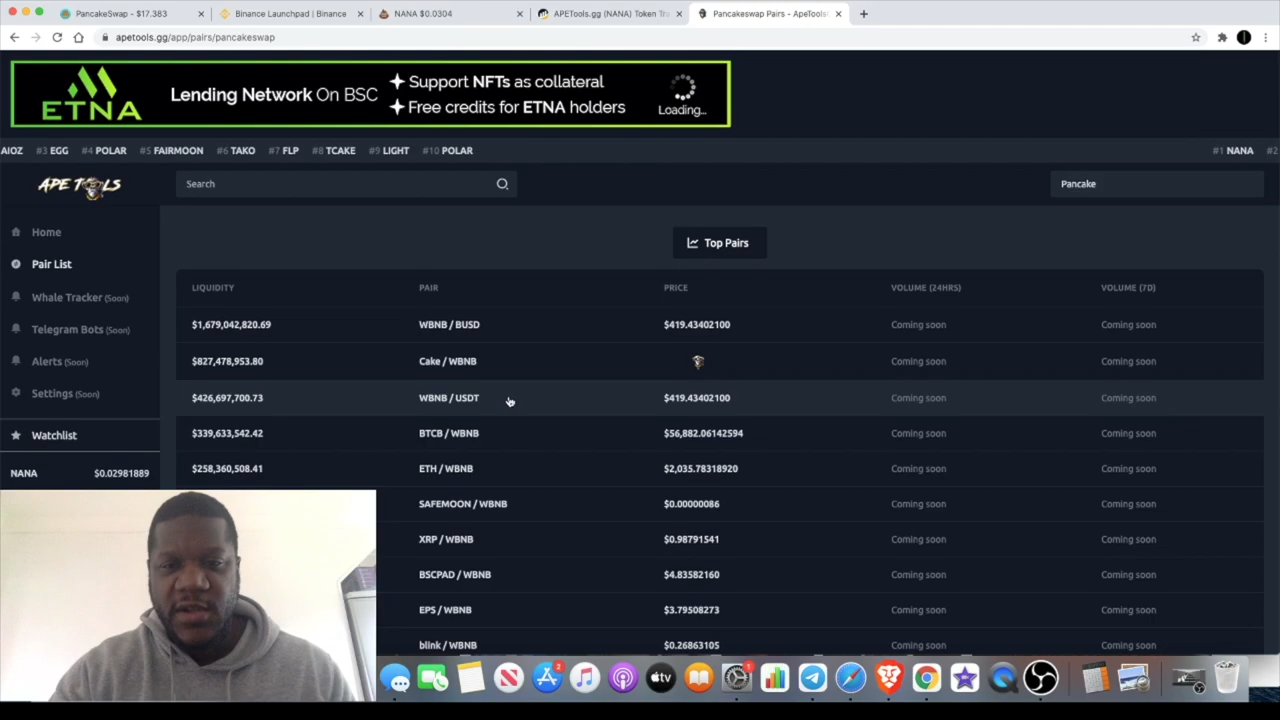 PancakeSwap - $17.383
Binance Launchpad | Binance
NANA $0.0304
APETools.gg (NANA) Token Tra
Pancakeswap Pairs - ApeTools
apetools.gg/app/pairs/pancakeswap
ETNA
Lending Network On BSC
Support NFTs as collateral
Free credits for ETNA holders
Loading...
AIOZ #3 EGG #4 POLAR #5 FAIRMOON #6 TAKO #7 FLP #8 TCAKE #9 LIGHT #10 POLAR #1 NANA #2
APE TOOLS
Search
Pancake
Home
Pair List
Whale Tracker (Soon)
Telegram Bots (Soon)
Alerts (Soon)
Settings (Soon)
Watchlist
NANA $0.02981889
Top Pairs
LIQUIDITY PAIR PRICE VOLUME (24HRS) VOLUME (7D)
$1,679,042,820.69 WBNB / BUSD $419.43402100 Coming soon Coming soon
$827,478,953.80 Cake / WBNB Coming soon Coming soon
$426,697,700.73 WBNB / USDT $419.43402100 Coming soon Coming soon
$339,633,542.42 BTCB / WBNB $56,882.06142594 Coming soon Coming soon
$258,360,508.41 ETH / WBNB $2,035.78318920 Coming soon Coming soon
SAFEMOON / WBNB $0.00000086 Coming soon Coming soon
XRP / WBNB $0.98791541 Coming soon Coming soon
BSCPAD / WBNB $4.83582160 Coming soon Coming soon
EPS / WBNB $3.79508273 Coming soon Coming soon
blink / WBNB $0.26863105 Coming soon Coming soon
2
tv
1